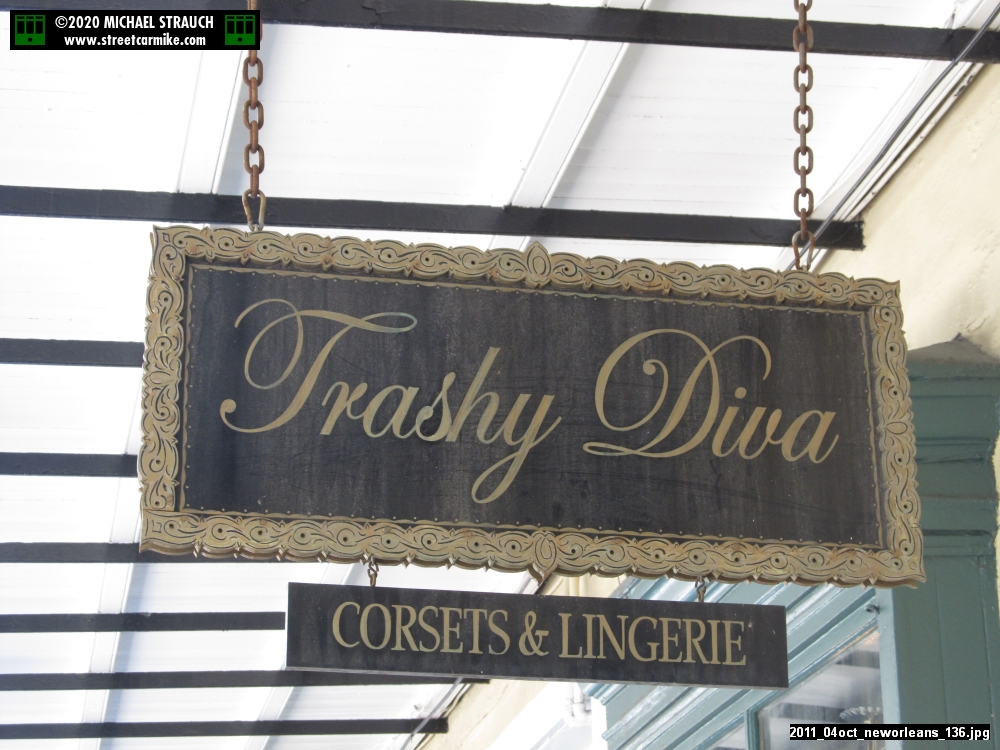 ©2020 MICHAEL STRAUCH
www.streetcarmike.com
Trashy Diva
CORSETS & LINGERIE
2011_04oct_neworleans_136.jpg